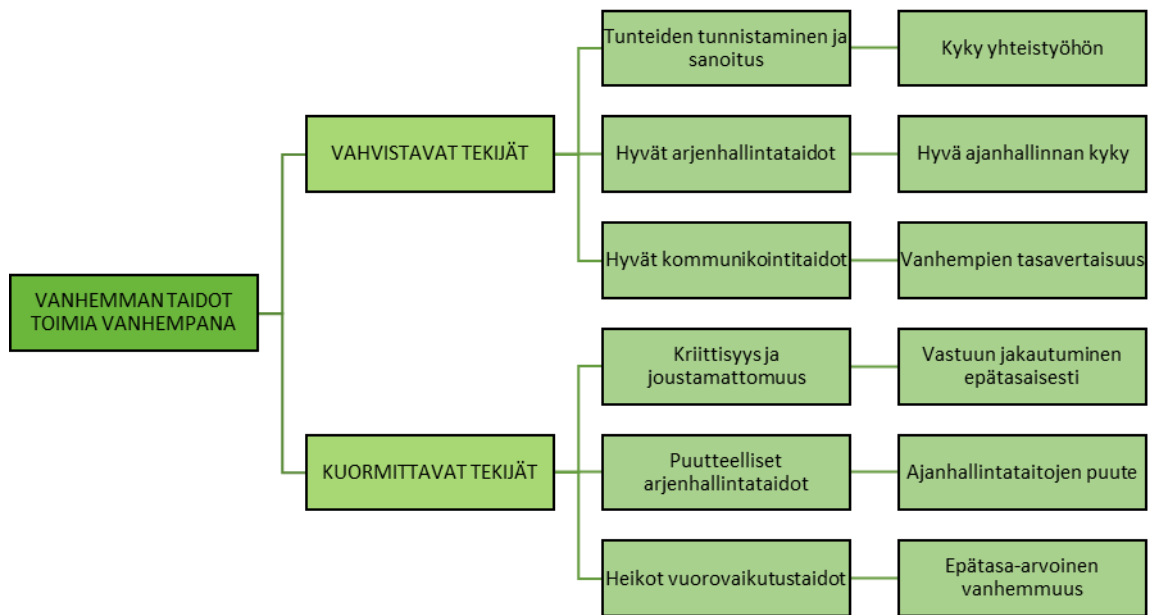 Tunteiden tunnistaminen ja
sanoitus
Kyky yhteistyöhön
VAHVISTAVAT TEKIJÄT
Hyvät arjenhallintataidot
Hyvä ajanhallinnan kyky
Hyvät kommunikointitaidot
Vanhempien tasavertaisuus
VANHEMMAN TAIDOT
TOIMIA VANHEMPANA
Kriittisyys ja
joustamattomuus
Vastuun jakautuminen
epätasaisesti
KUORMITTAVAT TEKIJÄT
Puutteelliset
arjenhallintataidot
Ajanhallintataitojen puute
Heikot vuorovaikutustaidot
Epätasa-arvoinen
vanhemmuus